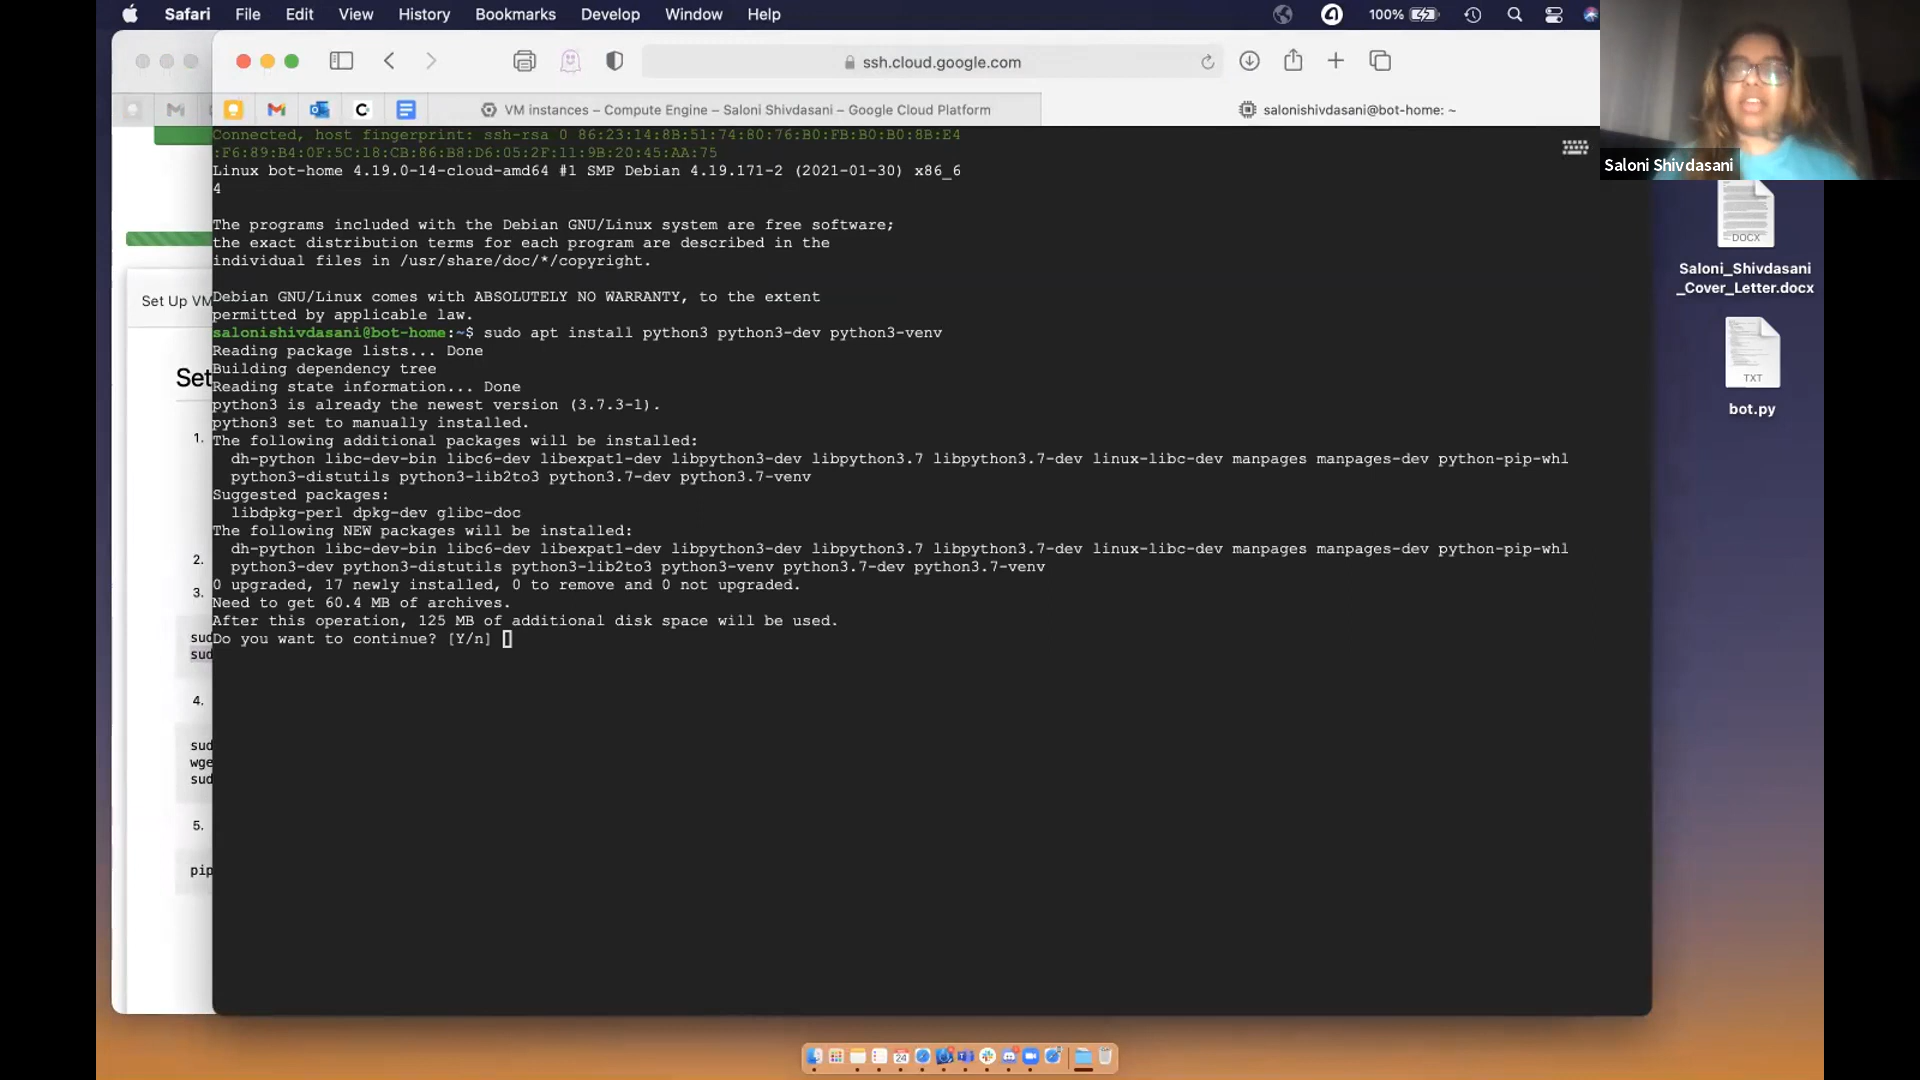 Safari File Edit View History Bookmarks Develop Window Help 100%
ssh.cloud.google.com
VM instances – Compute Engine – Saloni Shivdasani – Google Cloud Platform
salonishivdasani@bot-home: ~
Connected, host fingerprint: ssh-rsa 0 86:23:14:8B:51:74:80:76:B0:FB:B0:B0:8B:E4
:F6:89:B4:0F:5C:18:CB:86:B8:D6:05:2F:11:9B:20:45:AA:75
Linux bot-home 4.19.0-14-cloud-amd64 #1 SMP Debian 4.19.171-2 (2021-01-30) x86_6
4
The programs included with the Debian GNU/Linux system are free software;
the exact distribution terms for each program are described in the
individual files in /usr/share/doc/*/copyright.
Debian GNU/Linux comes with ABSOLUTELY NO WARRANTY, to the extent
permitted by applicable law.
salonishivdasani@bot-home:~$ sudo apt install python3 python3-dev python3-venv
Reading package lists... Done
Building dependency tree
Reading state information... Done
python3 is already the newest version (3.7.3-1).
python3 set to manually installed.
The following additional packages will be installed:
dh-python libc-dev-bin libc6-dev libexpat1-dev libpython3-dev libpython3.7 libpython3.7-dev linux-libc-dev manpages manpages-dev python-pip-whl
python3-distutils python3-lib2to3 python3.7-dev python3.7-venv
Suggested packages:
libdpkg-perl dpkg-dev glibc-doc
The following NEW packages will be installed:
dh-python libc-dev-bin libc6-dev libexpat1-dev libpython3-dev libpython3.7 libpython3.7-dev linux-libc-dev manpages manpages-dev python-pip-whl
python3-dev python3-distutils python3-lib2to3 python3-venv python3.7-dev python3.7-venv
0 upgraded, 17 newly installed, 0 to remove and 0 not upgraded.
Need to get 60.4 MB of archives.
After this operation, 125 MB of additional disk space will be used.
Do you want to continue? [Y/n]
Set Up VM
Set
1.
2.
3.
sud
sud
4.
sud
wge
sud
5.
pip
Saloni Shivdasani
DOCX
Saloni_Shivdasani
_Cover_Letter.docx
TXT
bot.py
24